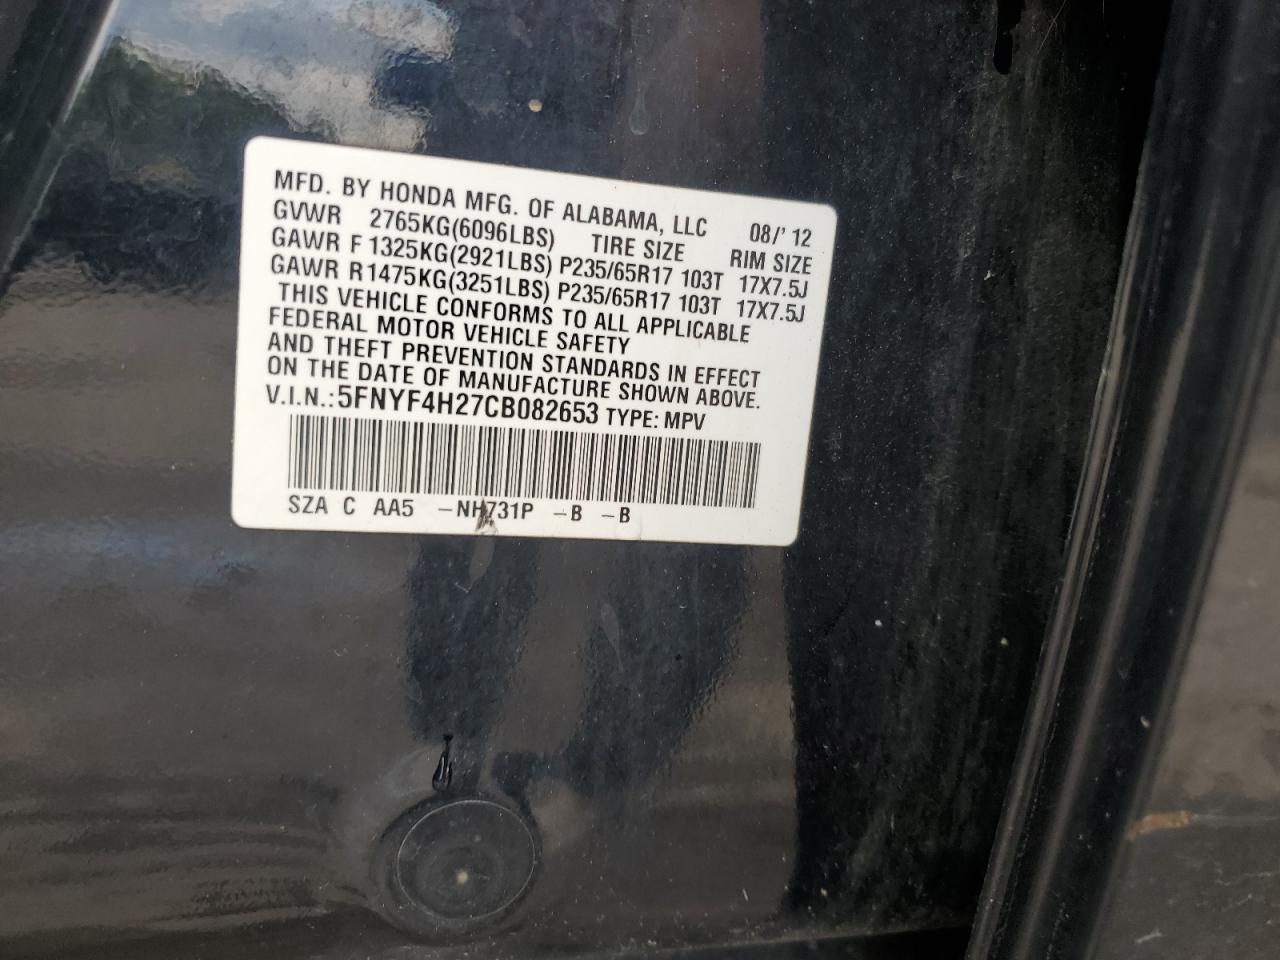 MFD. BY HONDA MFG. OF ALABAMA, LLC 08/'12
GVWR 2765KG(6096LBS) TIRE SIZE RIM SIZE
GAWR F 1325KG(2921LBS) P235/65R17 103T 17X7.5J
GAWR R1475KG(3251LBS) P235/65R17 103T 17X7.5J
THIS VEHICLE CONFORMS TO ALL APPLICABLE
FEDERAL MOTOR VEHICLE SAFETY
AND THEFT PREVENTION STANDARDS IN EFFECT
ON THE DATE OF MANUFACTURE SHOWN ABOVE.
V.I.N.:5FNYF4H27CB082653 TYPE: MPV
SZA C AA5 –NH731P –B –B